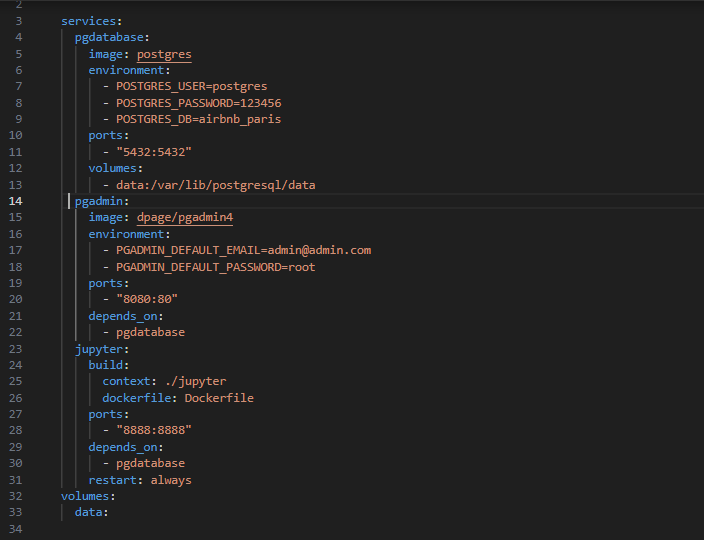 2
3 services:
4 pgdatabase:
5 image: postgres
6 environment:
7 - POSTGRES_USER=postgres
8 - POSTGRES_PASSWORD=123456
9 - POSTGRES_DB=airbnb_paris
10 ports:
11 - "5432:5432"
12 volumes:
13 - data:/var/lib/postgresql/data
14 pgadmin:
15 image: dpage/pgadmin4
16 environment:
17 - PGADMIN_DEFAULT_EMAIL=admin@admin.com
18 - PGADMIN_DEFAULT_PASSWORD=root
19 ports:
20 - "8080:80"
21 depends_on:
22 - pgdatabase
23 jupyter:
24 build:
25 context: ./jupyter
26 dockerfile: Dockerfile
27 ports:
28 - "8888:8888"
29 depends_on:
30 - pgdatabase
31 restart: always
32 volumes:
33 data:
34